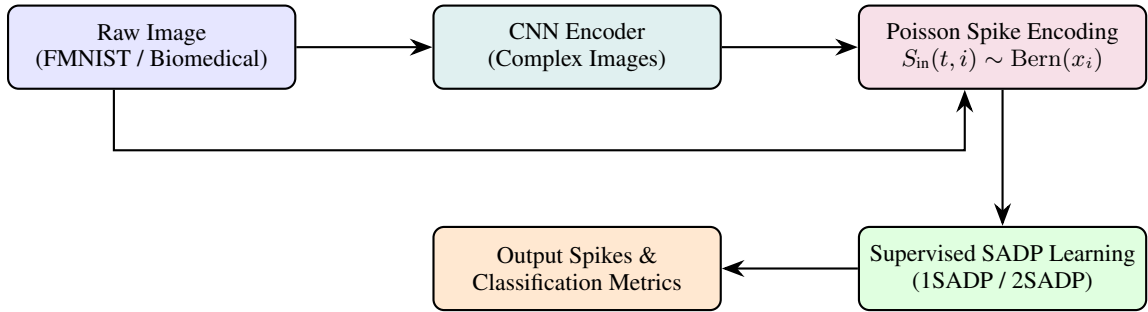 Raw Image
(FMNIST / Biomedical)
CNN Encoder
(Complex Images)
Poisson Spike Encoding
S_in(t, i) ∼ Bern(x_i)
Output Spikes &
Classification Metrics
Supervised SADP Learning
(1SADP / 2SADP)